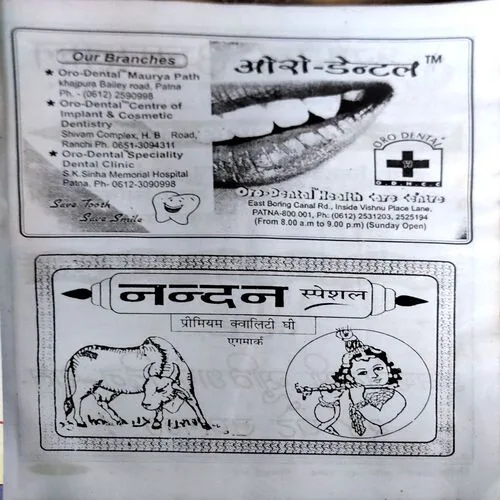 Our Branches
★ Oro-Dental™ Maurya Path
khajpura Bailey road, Patna
Ph. - (0612) 2590998
★ Oro-Dental™ Centre of
Implant & Cosmetic
Dentistry
Shivam Complex, H. B. Road,
Ranchi Ph. 0651-3094311
★ Oro-Dental™ Speciality
Dental Clinic
S.K.Sinha Memorial Hospital
Patna. Ph- 0612-3090998
Save Tooth
Save Smile
ओरो-डेन्टल™
ORO DENTAL
O.D.H.C.C
Oro-Dental Health Care Centre
East Boring Canal Rd., Inside Vishnu Place Lane,
PATNA-800 001, Ph: (0612) 2531203, 2525194
(From 8.00 a.m to 9.00 p.m) (Sunday Open)
नन्दन स्पेशल
प्रीमियम क्वालिटी घी
एगमार्क